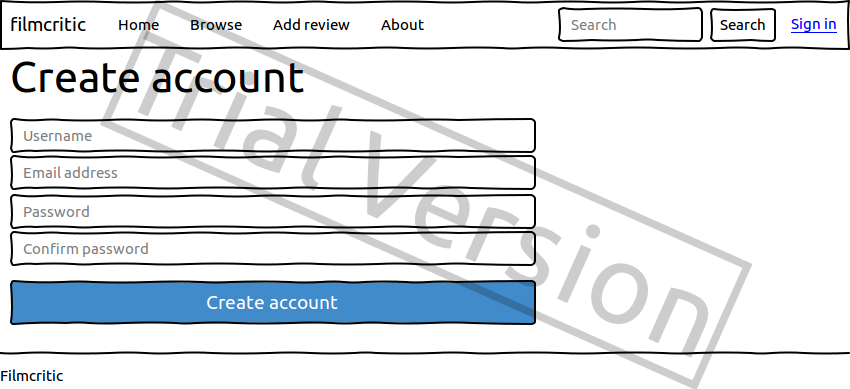 filmcritic Home Browse Add review About Search Search Sign in
Create account
Username
Email address
Password
Confirm password
Create account
Trial Version
Filmcritic